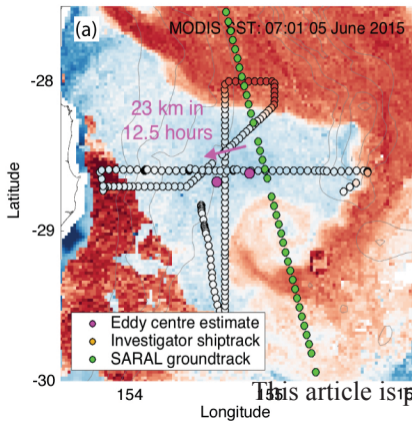 (a) MODIS SST: 07:01 05 June 2015
-28
23 km in
12.5 hours
Latitude
-29
Eddy centre estimate
Investigator shiptrack
SARAL groundtrack
-30
154 155
This article is p
Longitude